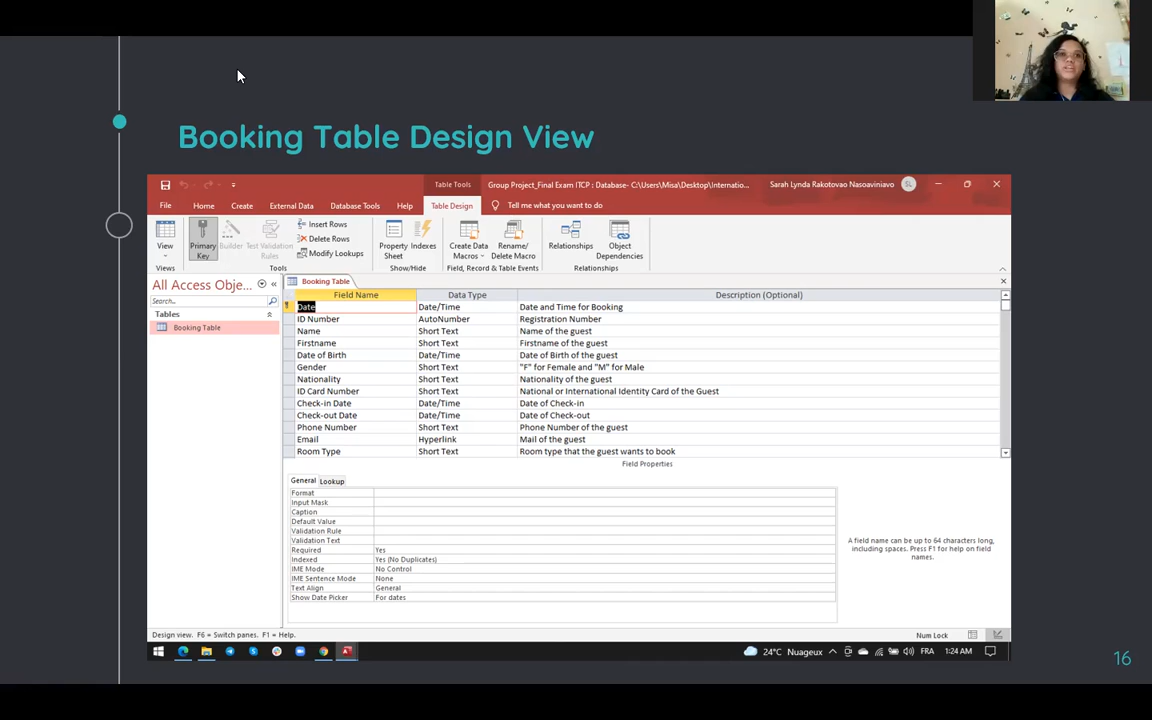 Booking Table Design View
Table Tools
Group Project_Final Exam ITCP : Database- C:\Users\Misa\Desktop\Internatio...
Sarah Lynda Rakotovao Nasoaviniavo
SL
File Home Create External Data Database Tools Help Table Design Tell me what you want to do
View
Primary Key
Builder
Test Validation Rules
Insert Rows
Delete Rows
Modify Lookups
Property Sheet
Indexes
Create Data Macros
Rename/ Delete Macro
Relationships
Object Dependencies
Views
Tools
Show/Hide
Field, Record & Table Events
Relationships
All Access Obje...
Search...
Tables
Booking Table
Booking Table
Field Name Data Type Description (Optional)
Date Date/Time Date and Time for Booking
ID Number AutoNumber Registration Number
Name Short Text Name of the guest
Firstname Short Text Firstname of the guest
Date of Birth Date/Time Date of Birth of the guest
Gender Short Text "F" for Female and "M" for Male
Nationality Short Text Nationality of the guest
ID Card Number Short Text National or International Identity Card of the Guest
Check-in Date Date/Time Date of Check-in
Check-out Date Date/Time Date of Check-out
Phone Number Short Text Phone Number of the guest
Email Hyperlink Mail of the guest
Room Type Short Text Room type that the guest wants to book
Field Properties
General Lookup
Format
Input Mask
Caption
Default Value
Validation Rule
Validation Text
Required Yes
Indexed Yes (No Duplicates)
IME Mode No Control
IME Sentence Mode None
Text Align General
Show Date Picker For dates
A field name can be up to 64 characters long,
including spaces. Press F1 for help on field
names.
Design view. F6 = Switch panes. F1 = Help.
Num Lock
24°C Nuageux
FRA
1:24 AM
16